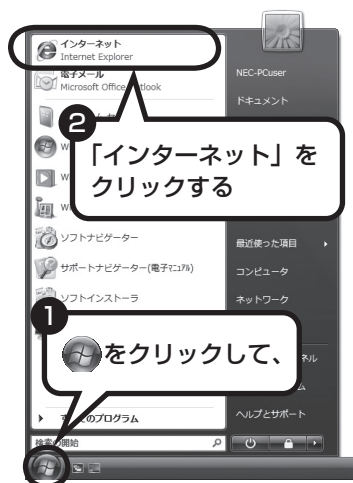 インターネット
Internet Explorer
電子メール
Microsoft Office
NEC-PCuser
ドキュメント
2
「インターネット」を
クリックする
ソフトナビゲーター
最近使った項目
サポートナビゲーター(電子マニュアル)
コンピュータ
ソフトインストーラ
ネットワーク
1
をクリックして、
のプログラム
ヘルプとサポート
検索の開始